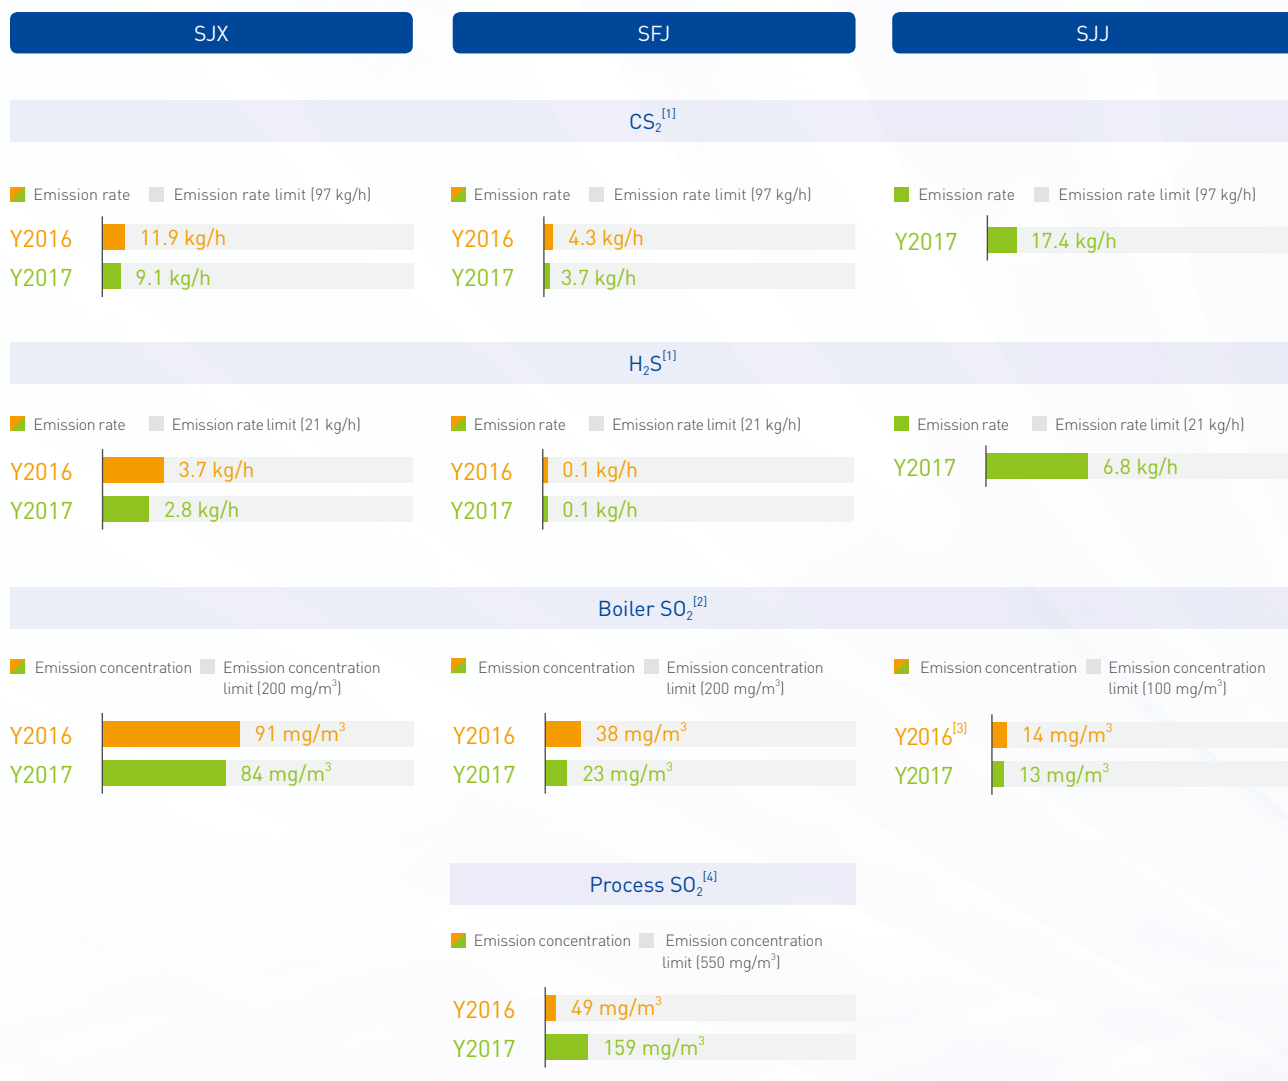 SJX
SFJ
SJJ
CS₂[1]
Emission rate Emission rate limit (97 kg/h)
Y2016 11.9 kg/h
Y2017 9.1 kg/h
Emission rate Emission rate limit (97 kg/h)
Y2016 4.3 kg/h
Y2017 3.7 kg/h
Emission rate Emission rate limit (97 kg/h)
Y2017 17.4 kg/h
H₂S[1]
Emission rate Emission rate limit (21 kg/h)
Y2016 3.7 kg/h
Y2017 2.8 kg/h
Emission rate Emission rate limit (21 kg/h)
Y2016 0.1 kg/h
Y2017 0.1 kg/h
Emission rate Emission rate limit (21 kg/h)
Y2017 6.8 kg/h
Boiler SO₂[2]
Emission concentration Emission concentration
limit (200 mg/m³)
Y2016 91 mg/m³
Y2017 84 mg/m³
Emission concentration Emission concentration
limit (200 mg/m³)
Y2016 38 mg/m³
Y2017 23 mg/m³
Emission concentration Emission concentration
limit (100 mg/m³)
Y2016[3] 14 mg/m³
Y2017 13 mg/m³
Process SO₂[4]
Emission concentration Emission concentration
limit (550 mg/m³)
Y2016 49 mg/m³
Y2017 159 mg/m³